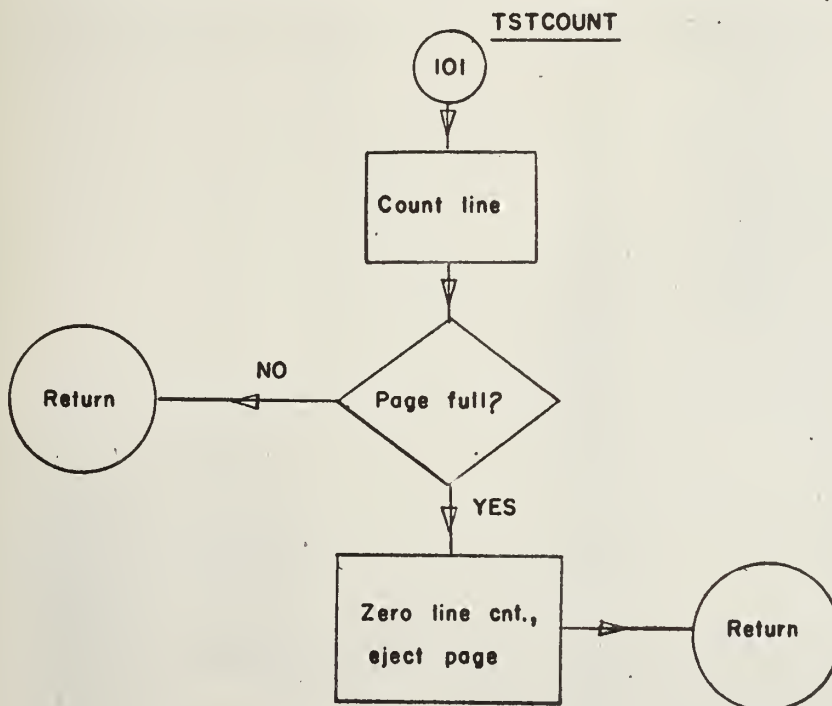 TSTCOUNT
101
Count line
Page full?
NO
Return
YES
Zero line cnt.,
eject page
Return